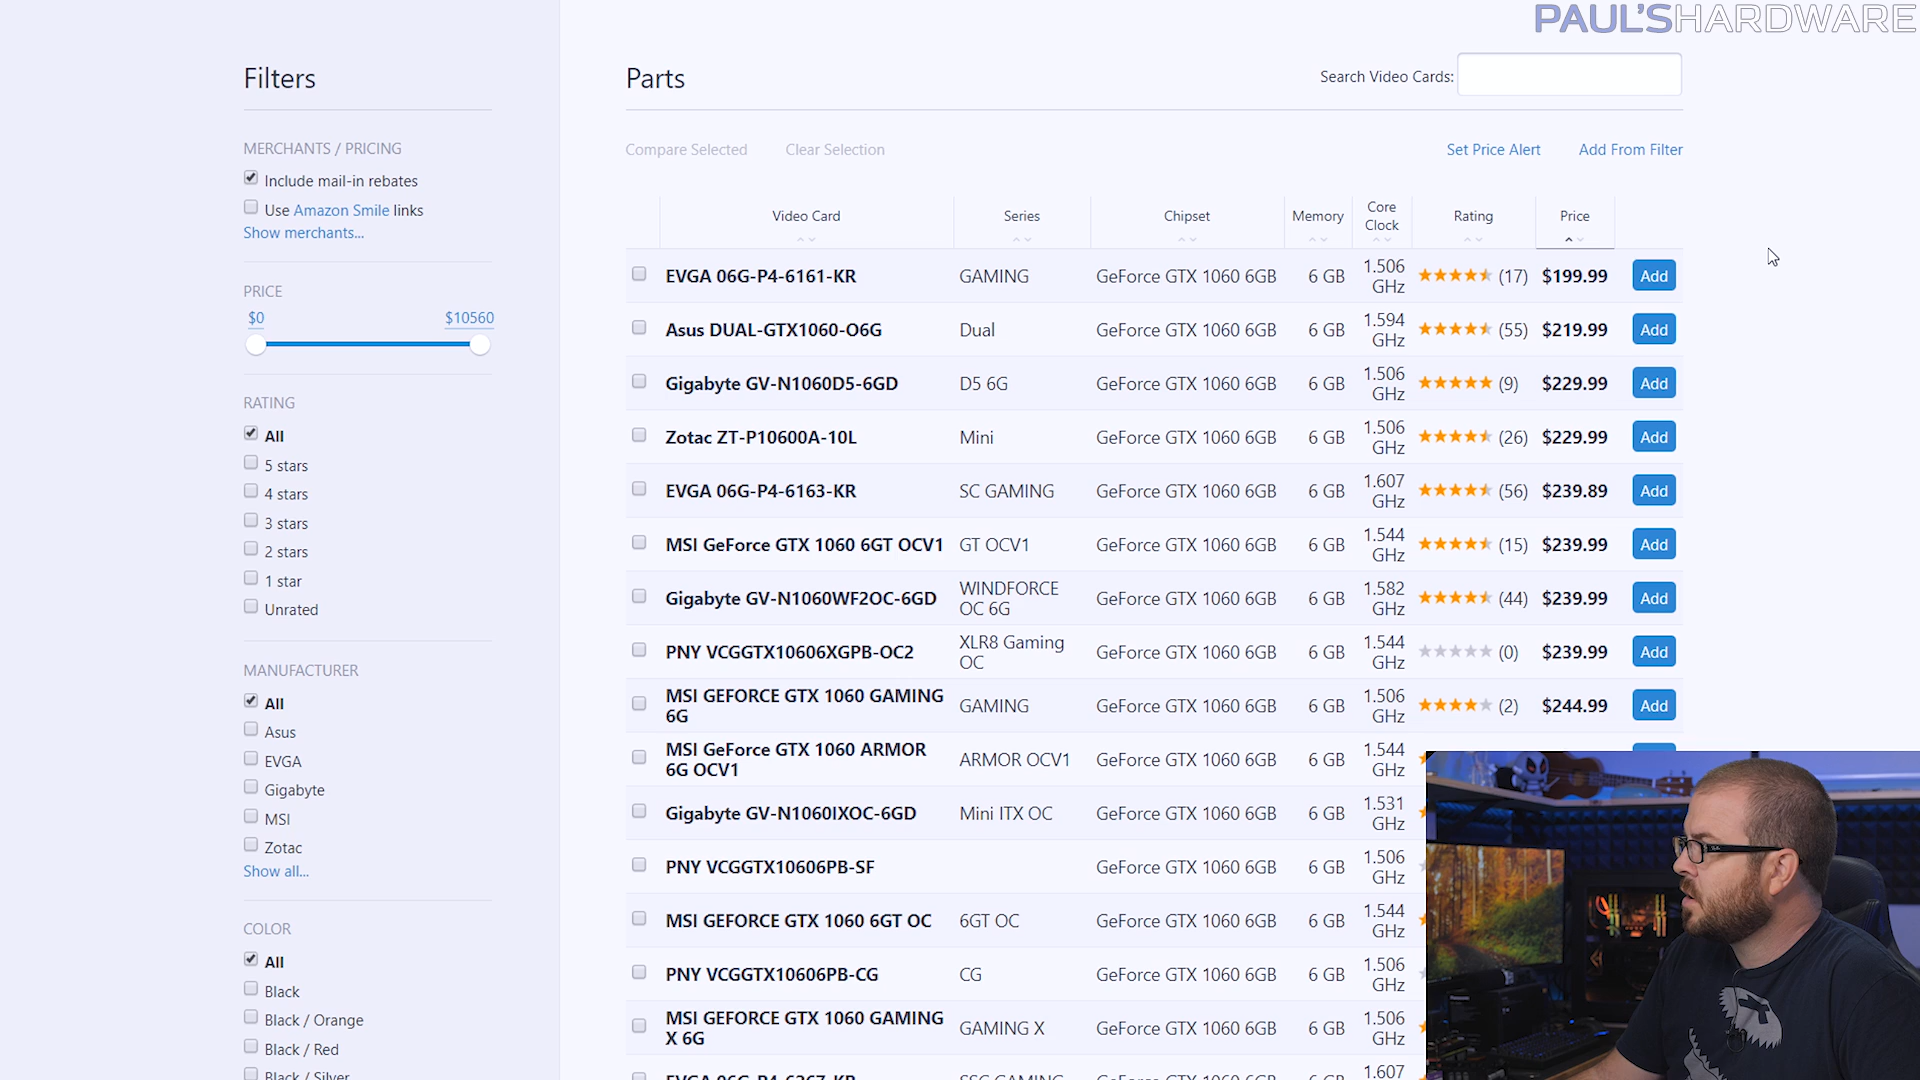 PAUL'SHARDWARE
Filters
MERCHANTS / PRICING
Include mail-in rebates
Use Amazon Smile links
Show merchants...
PRICE
$0 $10560
RATING
All
5 stars
4 stars
3 stars
2 stars
1 star
Unrated
MANUFACTURER
All
Asus
EVGA
Gigabyte
MSI
Zotac
Show all...
COLOR
All
Black
Black / Orange
Black / Red
Black / Silver
Parts
Search Video Cards:
Compare Selected Clear Selection Set Price Alert Add From Filter
Video Card Series Chipset Memory Core Clock Rating Price
EVGA 06G-P4-6161-KR GAMING GeForce GTX 1060 6GB 6 GB 1.506 GHz (17) $199.99 Add
Asus DUAL-GTX1060-O6G Dual GeForce GTX 1060 6GB 6 GB 1.594 GHz (55) $219.99 Add
Gigabyte GV-N1060D5-6GD D5 6G GeForce GTX 1060 6GB 6 GB 1.506 GHz (9) $229.99 Add
Zotac ZT-P10600A-10L Mini GeForce GTX 1060 6GB 6 GB 1.506 GHz (26) $229.99 Add
EVGA 06G-P4-6163-KR SC GAMING GeForce GTX 1060 6GB 6 GB 1.607 GHz (56) $239.89 Add
MSI GeForce GTX 1060 6GT OCV1 GT OCV1 GeForce GTX 1060 6GB 6 GB 1.544 GHz (15) $239.99 Add
Gigabyte GV-N1060WF2OC-6GD WINDFORCE OC 6G GeForce GTX 1060 6GB 6 GB 1.582 GHz (44) $239.99 Add
PNY VCGGTX10606XGPB-OC2 XLR8 Gaming OC GeForce GTX 1060 6GB 6 GB 1.544 GHz (0) $239.99 Add
MSI GEFORCE GTX 1060 GAMING 6G GAMING GeForce GTX 1060 6GB 6 GB 1.506 GHz (2) $244.99 Add
MSI GeForce GTX 1060 ARMOR 6G OCV1 ARMOR OCV1 GeForce GTX 1060 6GB 6 GB 1.544 GHz
Gigabyte GV-N1060IXOC-6GD Mini ITX OC GeForce GTX 1060 6GB 6 GB 1.531 GHz
PNY VCGGTX10606PB-SF GeForce GTX 1060 6GB 6 GB 1.506 GHz
MSI GEFORCE GTX 1060 6GT OC 6GT OC GeForce GTX 1060 6GB 6 GB 1.544 GHz
PNY VCGGTX10606PB-CG CG GeForce GTX 1060 6GB 6 GB 1.506 GHz
MSI GEFORCE GTX 1060 GAMING X 6G GAMING X GeForce GTX 1060 6GB 6 GB 1.506 GHz
EVGA 06G-P4-6267-KR SSC GAMING GeForce GTX 1060 6GB 6 GB 1.607